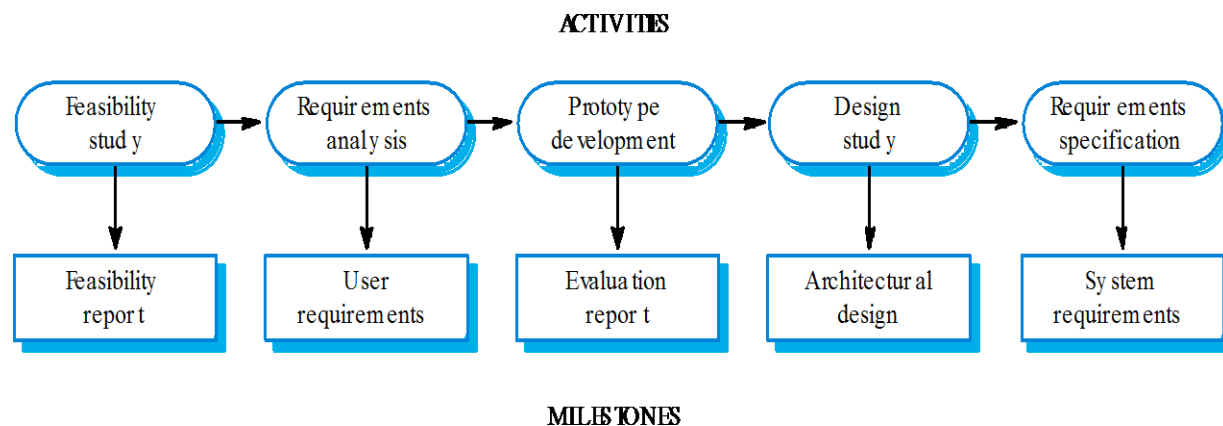 ACTIVITES
Feasibility
study
Requirements
analysis
Prototype
development
Design
study
Requirements
specification
Feasibility
report
User
requirements
Evaluation
report
Architectural
design
System
requirements
MILESTONES